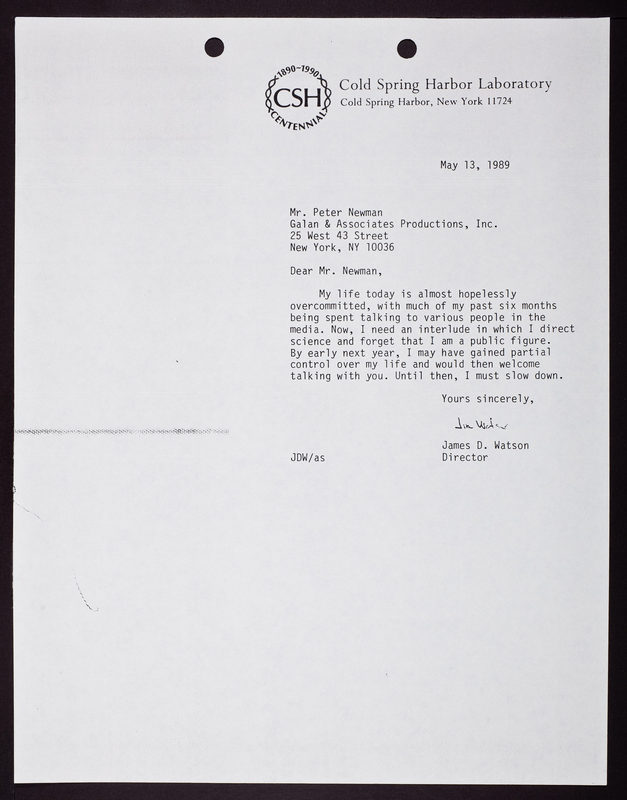 1890-1990
CSH
CENTENNIAL
Cold Spring Harbor Laboratory
Cold Spring Harbor, New York 11724
May 13, 1989
Mr. Peter Newman
Galan & Associates Productions, Inc.
25 West 43 Street
New York, NY 10036
Dear Mr. Newman,
My life today is almost hopelessly
overcommitted, with much of my past six months
being spent talking to various people in the
media. Now, I need an interlude in which I direct
science and forget that I am a public figure.
By early next year, I may have gained partial
control over my life and would then welcome
talking with you. Until then, I must slow down.
Yours sincerely,
Jim Watson
James D. Watson
JDW/as Director